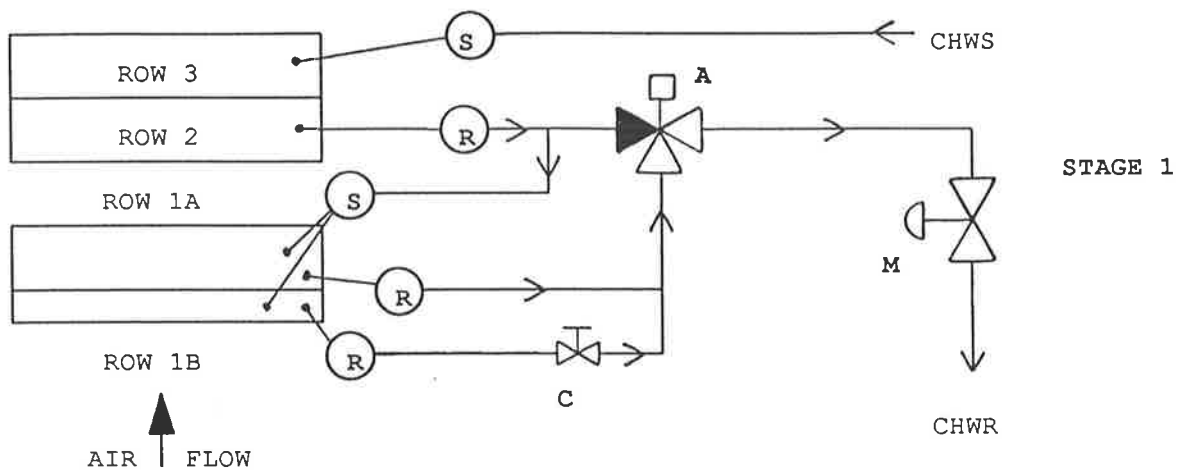 S
CHWS
ROW 3
A
ROW 2
R
STAGE 1
ROW 1A
S
M
R
ROW 1B
R
C
CHWR
AIR FLOW